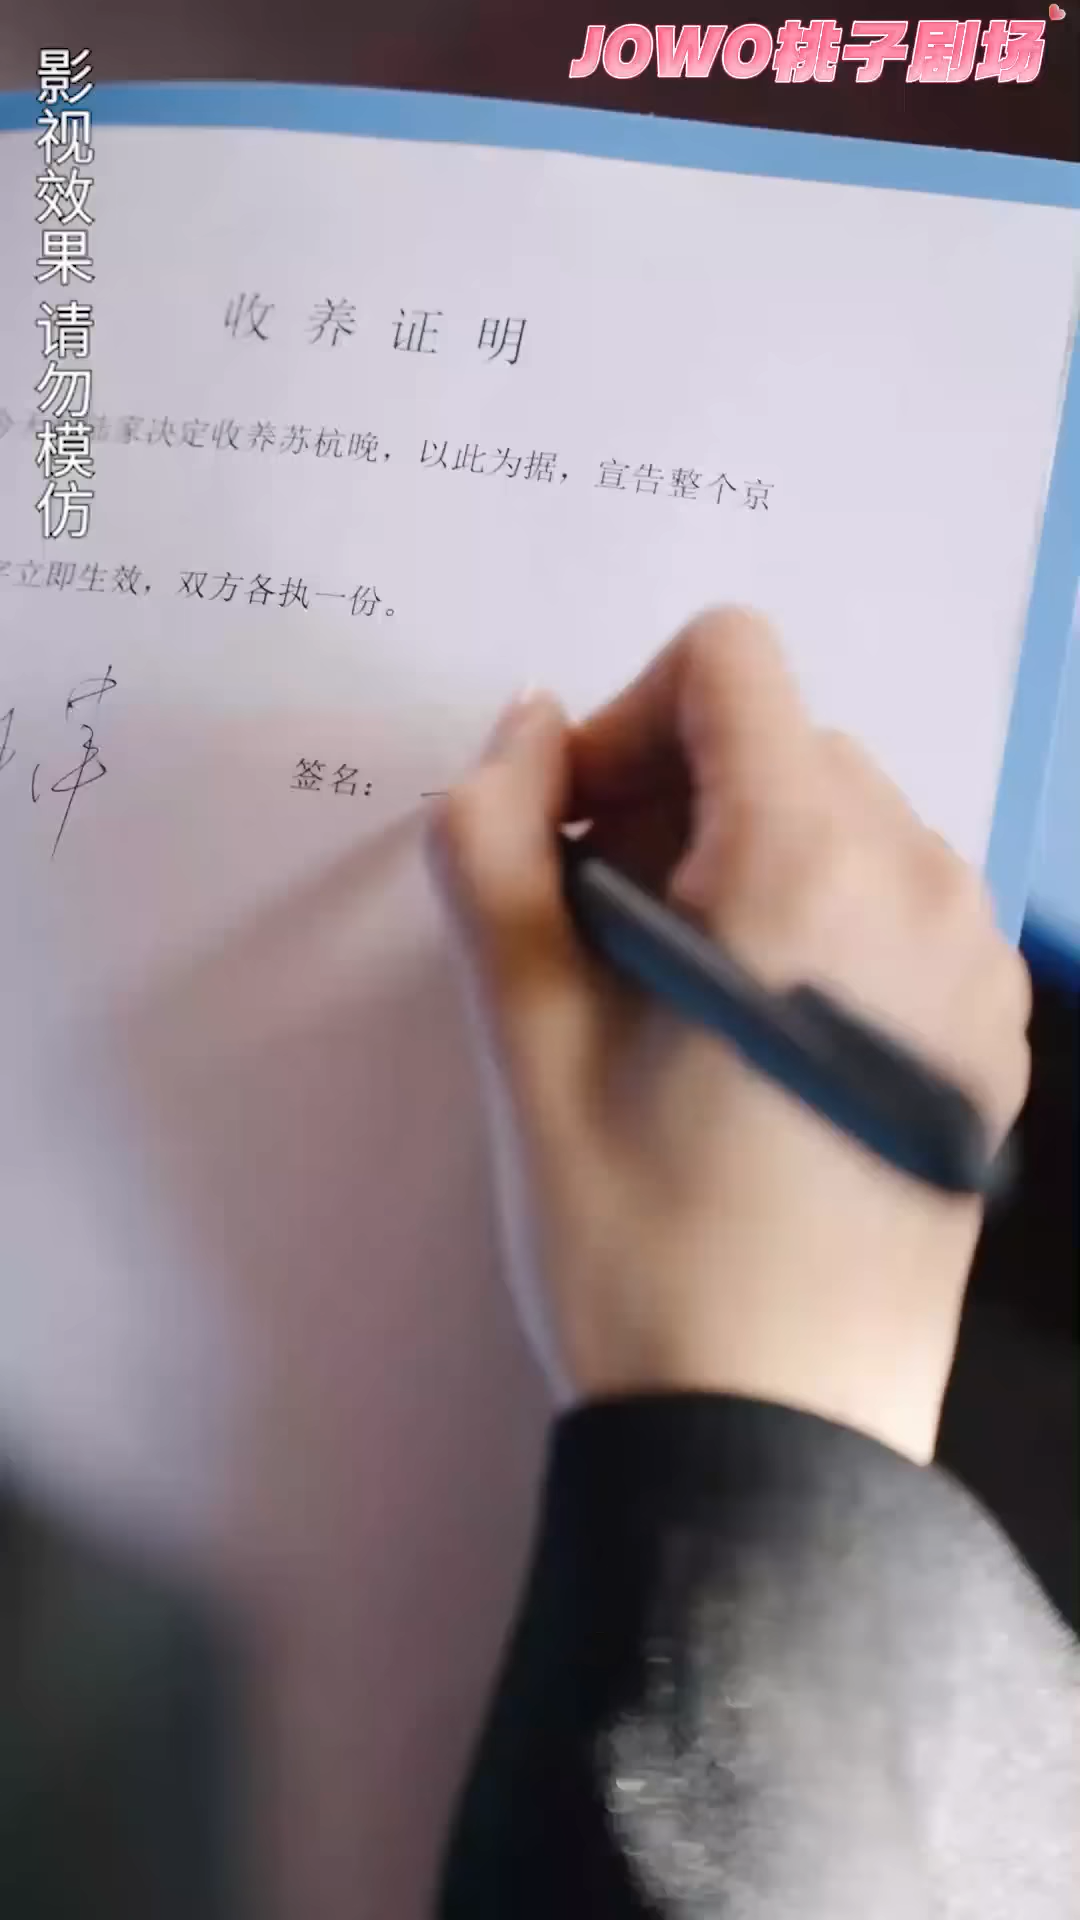 JOWO桃子剧场
影视效果 请勿模仿
收养证明
陆家决定收养苏杭晚，以此为据，宣告整个京
字立即生效，双方各执一份。
签名：